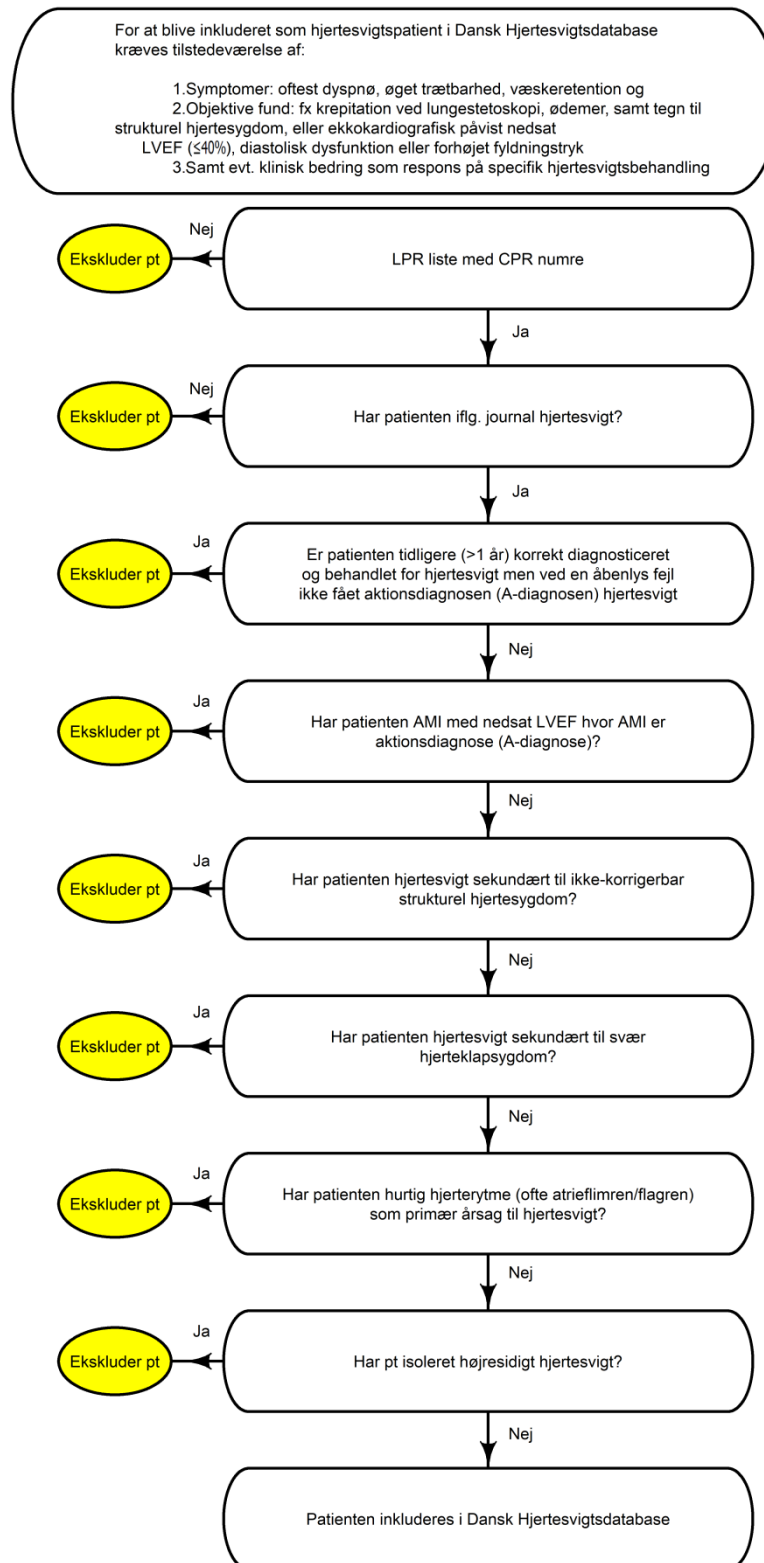 For at blive inkluderet som hjertesvigtspatient i Dansk Hjertesvigtsdatabase
kræves tilstedeværelse af:
1.Symptomer: oftest dyspnø, øget trætbarhed, væskeretention og
2.Objektive fund: fx krepitation ved lungestetoskopi, ødemer, samt tegn til
strukturel hjertesygdom, eller ekkokardiografisk påvist nedsat
LVEF (≤40%), diastolisk dysfunktion eller forhøjet fyldningstryk
3.Samt evt. klinisk bedring som respons på specifik hjertesvigtsbehandling
Nej
Ekskluder pt
LPR liste med CPR numre
Ja
Nej
Ekskluder pt
Har patienten iflg. journal hjertesvigt?
Ja
Ja
Ekskluder pt
Er patienten tidligere (>1 år) korrekt diagnosticeret
og behandlet for hjertesvigt men ved en åbenlys fejl
ikke fået aktionsdiagnosen (A-diagnosen) hjertesvigt
Nej
Ja
Ekskluder pt
Har patienten AMI med nedsat LVEF hvor AMI er
aktionsdiagnose (A-diagnose)?
Nej
Ja
Ekskluder pt
Har patienten hjertesvigt sekundært til ikke-korrigerbar
strukturel hjertesygdom?
Nej
Ja
Ekskluder pt
Har patienten hjertesvigt sekundært til svær
hjerteklapsygdom?
Nej
Ja
Ekskluder pt
Har patienten hurtig hjerterytme (ofte atrieflimren/flagren)
som primær årsag til hjertesvigt?
Nej
Ja
Ekskluder pt
Har pt isoleret højresidigt hjertesvigt?
Nej
Patienten inkluderes i Dansk Hjertesvigtsdatabase